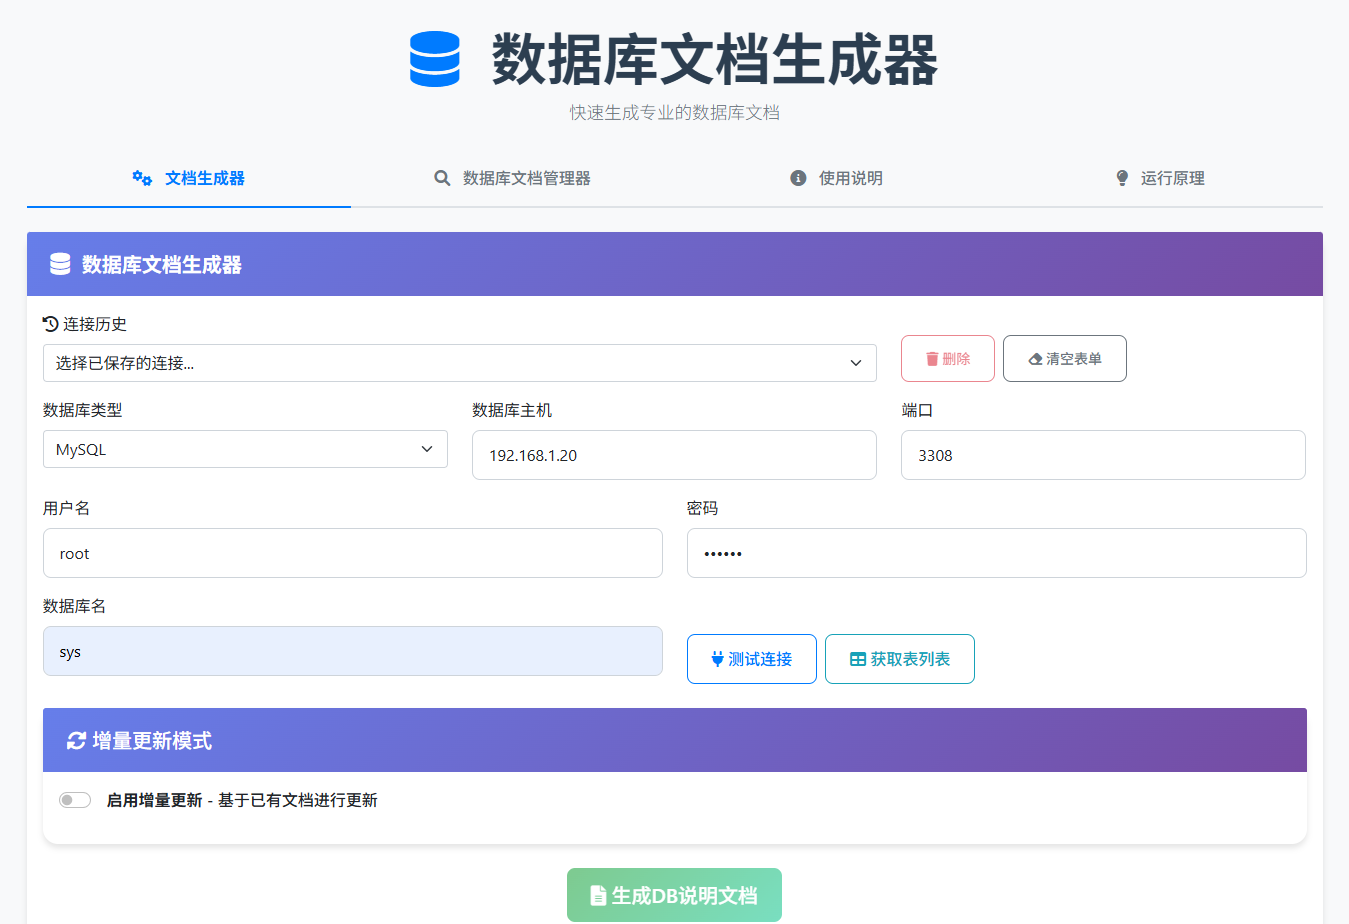 数据库文档生成器
快速生成专业的数据库文档
文档生成器
数据库文档管理器
使用说明
运行原理
数据库文档生成器
连接历史
选择已保存的连接...
删除
清空表单
数据库类型
数据库主机
端口
MySQL
192.168.1.20
3308
用户名
密码
root
••••••
数据库名
sys
测试连接
获取表列表
增量更新模式
启用增量更新 - 基于已有文档进行更新
生成DB说明文档